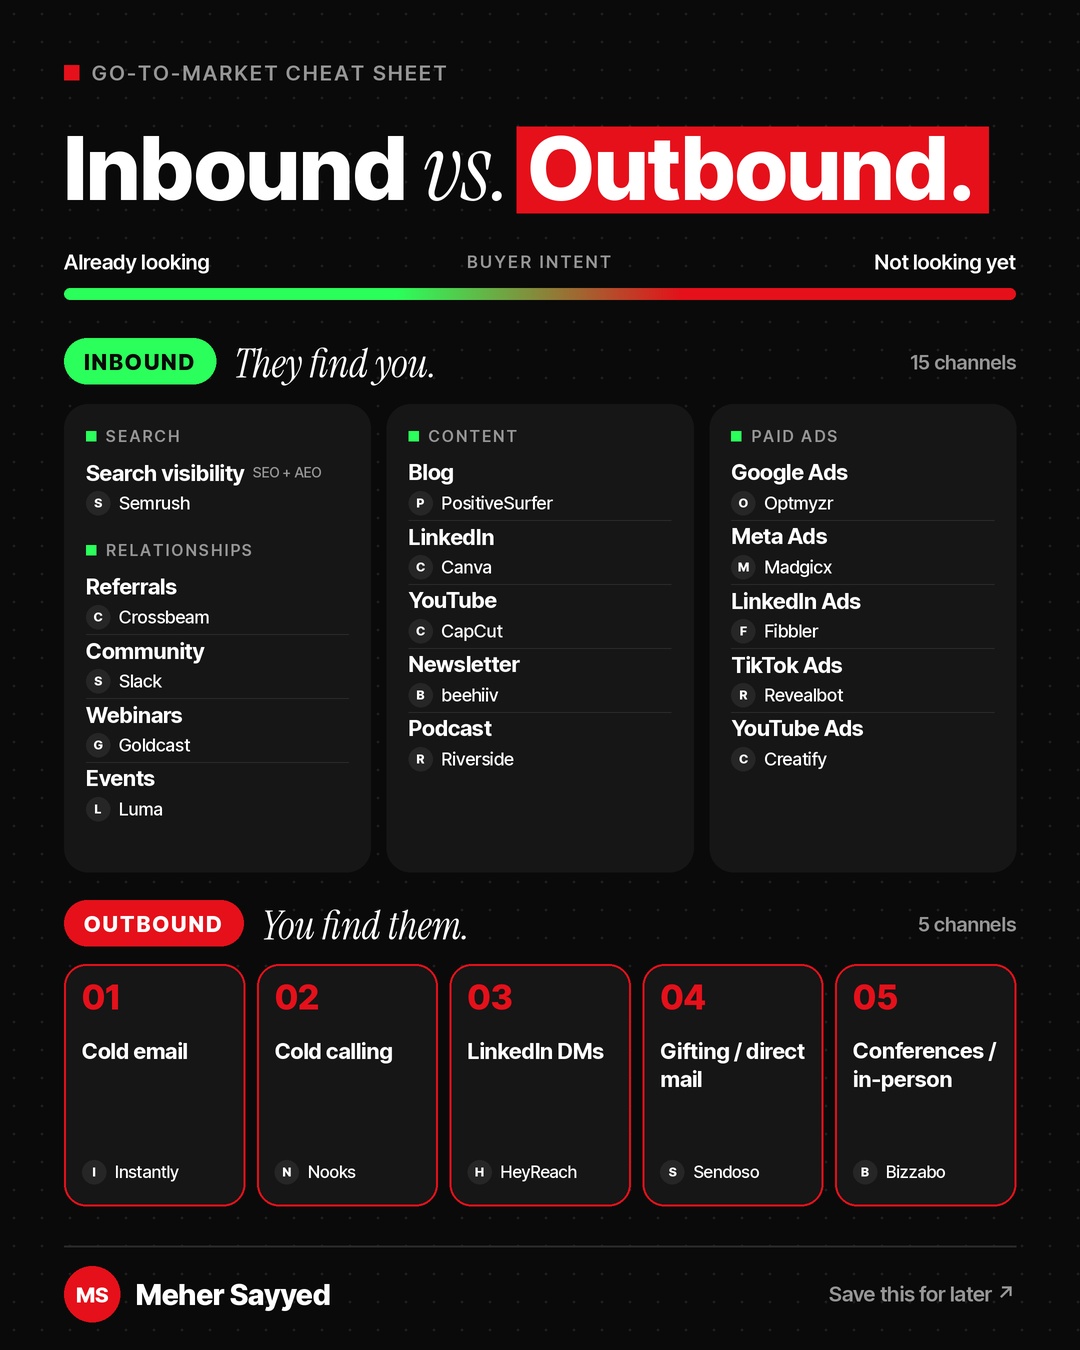 GO-TO-MARKET CHEAT SHEET
Inbound vs. Outbound.
Already looking
BUYER INTENT
Not looking yet
INBOUND
They find you.
15 channels
SEARCH
Search visibility SEO + AEO
S Semrush
RELATIONSHIPS
Referrals
C Crossbeam
Community
S Slack
Webinars
G Goldcast
Events
L Luma
CONTENT
Blog
P PositiveSurfer
LinkedIn
C Canva
YouTube
C CapCut
Newsletter
B beehiiv
Podcast
R Riverside
PAID ADS
Google Ads
O Optmyzr
Meta Ads
M Madgicx
LinkedIn Ads
F Fibbler
TikTok Ads
R Revealbot
YouTube Ads
C Creatify
OUTBOUND
You find them.
5 channels
01
Cold email
I Instantly
02
Cold calling
N Nooks
03
LinkedIn DMs
H HeyReach
04
Gifting / direct
mail
S Sendoso
05
Conferences /
in-person
B Bizzabo
MS
Meher Sayyed
Save this for later ↗